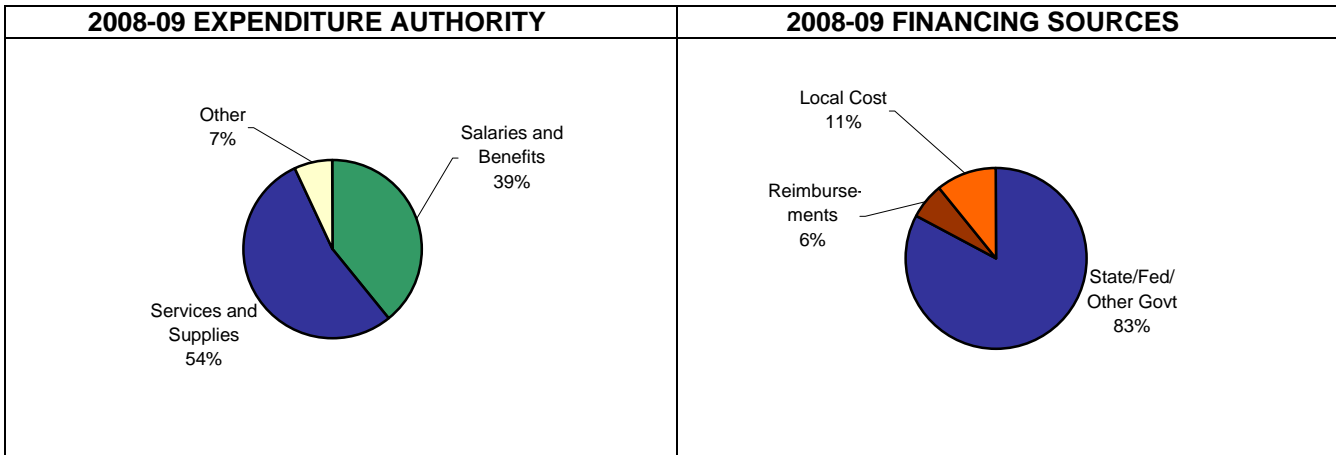 2008-09 EXPENDITURE AUTHORITY
Other
7%
Salaries and
Benefits
39%
Services and
Supplies
54%
2008-09 FINANCING SOURCES
Local Cost
11%
Reimburse-
ments
6%
State/Fed/
Other Govt
83%